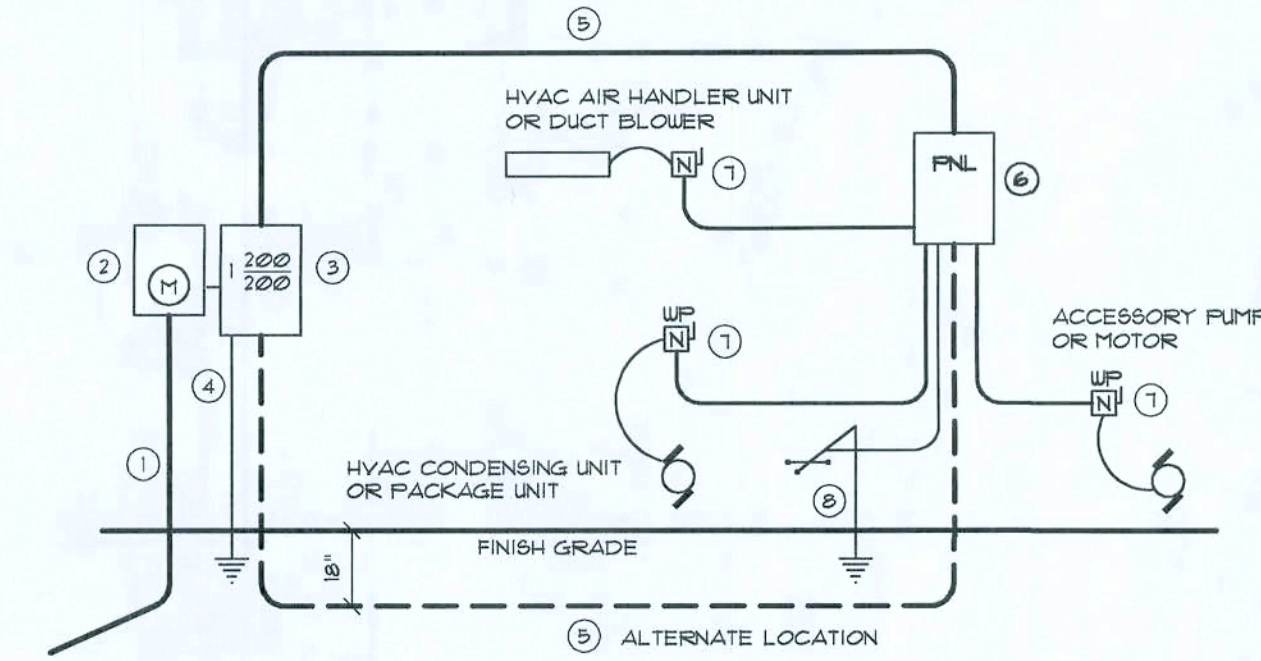 5
HVAC AIR HANDLER UNIT
OR DUCT BLOWER
N
7
PNL
6
2
M
1 200
200
3
WP
N
7
ACCESSORY PUMP
OR MOTOR
WP
N
7
4
1
HVAC CONDENSING UNIT
OR PACKAGE UNIT
8
FINISH GRADE
18"
5 ALTERNATE LOCATION